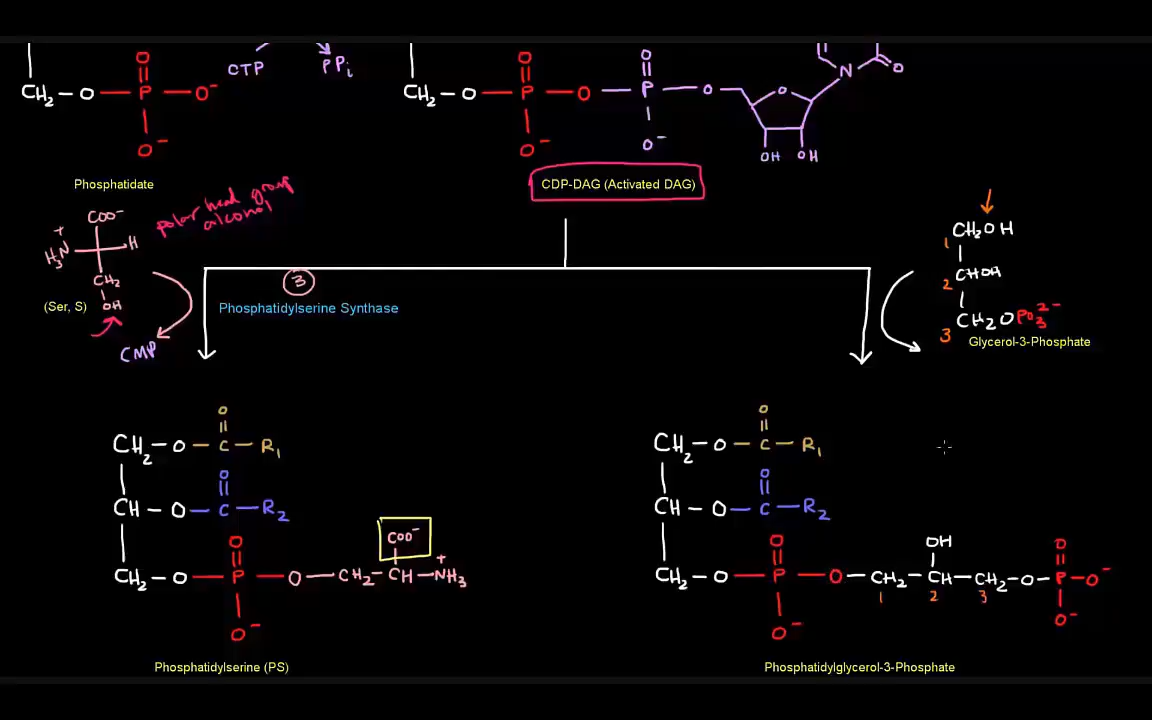 CTP
PPi
O
O
N
O
CH₂-O-P-O⁻
CH₂-O-P-O-P-O
O
O⁻
O⁻
O⁻
OH OH
Phosphatidate
CDP-DAG (Activated DAG)
polar head group
alcohol
COO⁻
H₃N⁺ H
CH₂
OH
(Ser, S)
CMP
3
Phosphatidylserine Synthase
CH₂OH
1
CHOH
2
CH₂OPO₃²⁻
3
Glycerol-3-Phosphate
O
CH₂-O-C-R₁
O
CH-O-C-R₂
O
COO⁻
CH₂-O-P-O-CH₂-CH-NH₃⁺
O⁻
Phosphatidylserine (PS)
O
CH₂-O-C-R₁
O
CH-O-C-R₂
O
OH
O
CH₂-O-P-O-CH₂-CH-CH₂-O-P-O⁻
1 2 3
O⁻
O⁻
Phosphatidylglycerol-3-Phosphate